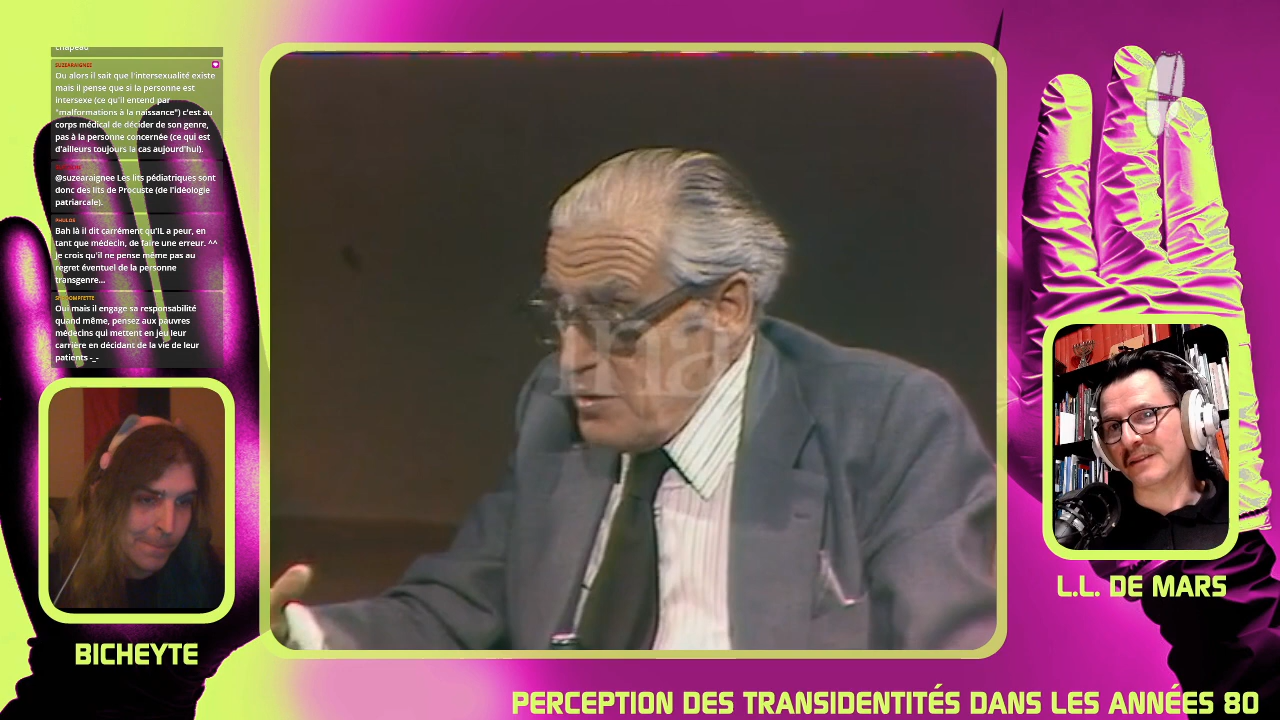 chapeau
SUZEARAIGNEE
Ou alors il sait que l'intersexualité existe
mais il pense que si la personne est
intersexe (ce qu'il entend par
"malformations à la naissance") c'est au
corps médical de décider de son genre,
pas à la personne concernée (ce qui est
d'ailleurs toujours la cas aujourd'hui).
@suzearaignee Les lits pédiatriques sont
donc des lits de Procuste (de l'idéologie
patriarcale).
PHULOS
Bah là il dit carrément qu'IL a peur, en
tant que médecin, de faire une erreur. ^^
je crois qu'il ne pense même pas au
regret éventuel de la personne
transgenre...
Oui mais il engage sa responsabilité
quand même, pensez aux pauvres
médecins qui mettent en jeu leur
carrière en décidant de la vie de leur
patients -_-
ina
BICHEYTE
L.L. DE MARS
PERCEPTION DES TRANSIDENTITÉS DANS LES ANNÉES 80